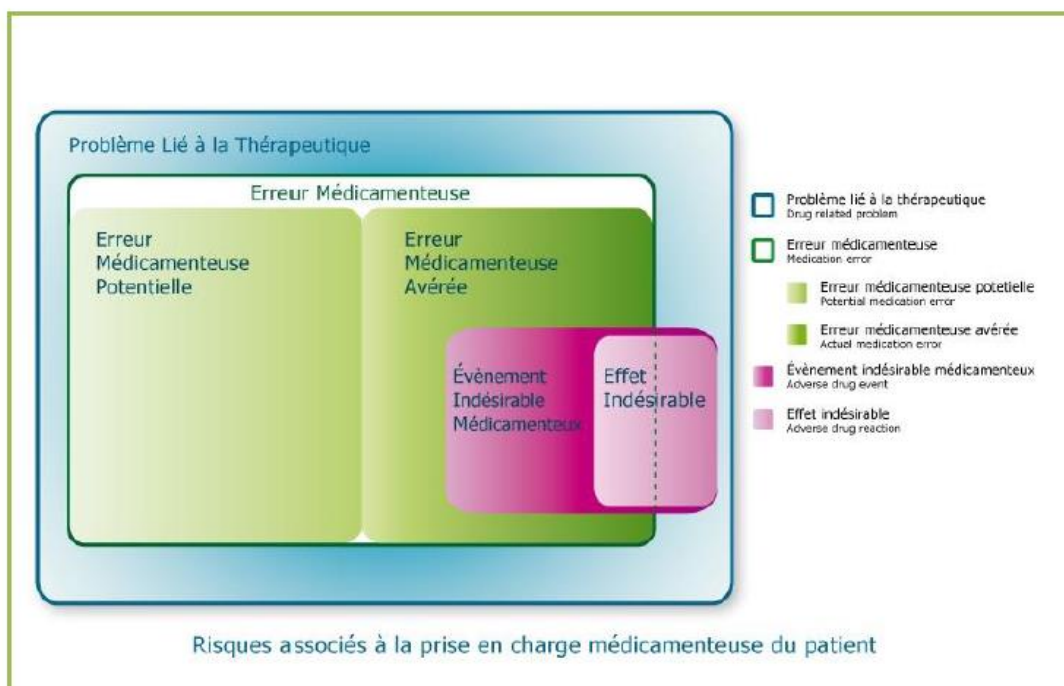 Problème Lié à la Thérapeutique
Erreur Médicamenteuse
Erreur
Médicamenteuse
Potentielle
Erreur
Médicamenteuse
Avérée
Évènement
Indésirable
Médicamenteux
Effet
Indésirable
Problème lié à la thérapeutique
Drug related problem
Erreur médicamenteuse
Medication error
Erreur médicamenteuse potetielle
Potential medication error
Erreur médicamenteuse avérée
Actual medication error
Évènement indésirable médicamenteux
Adverse drug event
Effet indésirable
Adverse drug reaction
Risques associés à la prise en charge médicamenteuse du patient